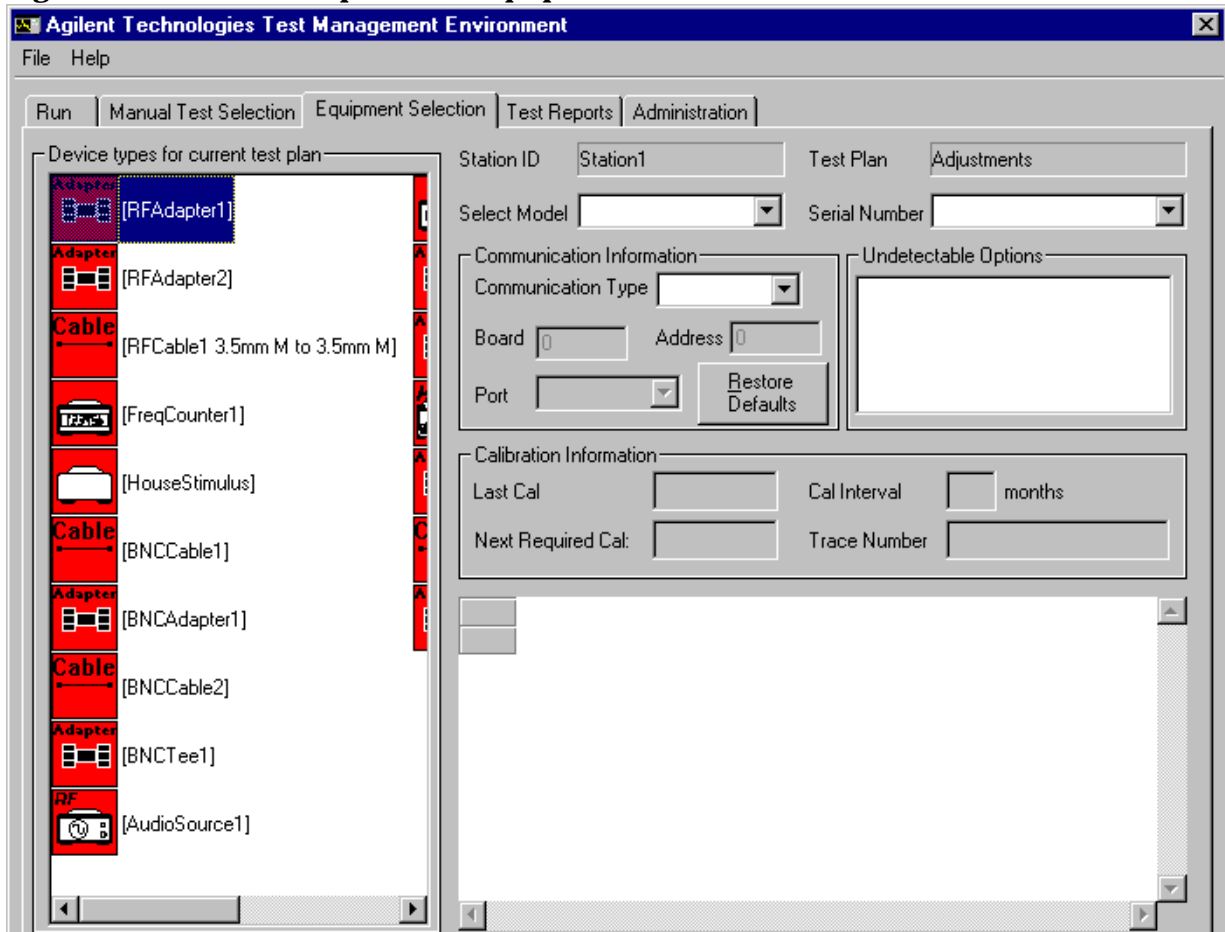 Agilent Technologies Test Management Environment
File Help
Run Manual Test Selection Equipment Selection Test Reports Administration
Device types for current test plan
Adapter
[RFAdapter1]
Adapter
[RFAdapter2]
Cable
[RFCable1 3.5mm M to 3.5mm M]
[FreqCounter1]
[HouseStimulus]
Cable
[BNCCable1]
Adapter
[BNCAdapter1]
Cable
[BNCCable2]
Adapter
[BNCTee1]
RF
[AudioSource1]
Station ID Station1 Test Plan Adjustments
Select Model Serial Number
Communication Information
Communication Type
Board 0 Address 0
Port Restore
Defaults
Undetectable Options
Calibration Information
Last Cal Cal Interval months
Next Required Cal: Trace Number